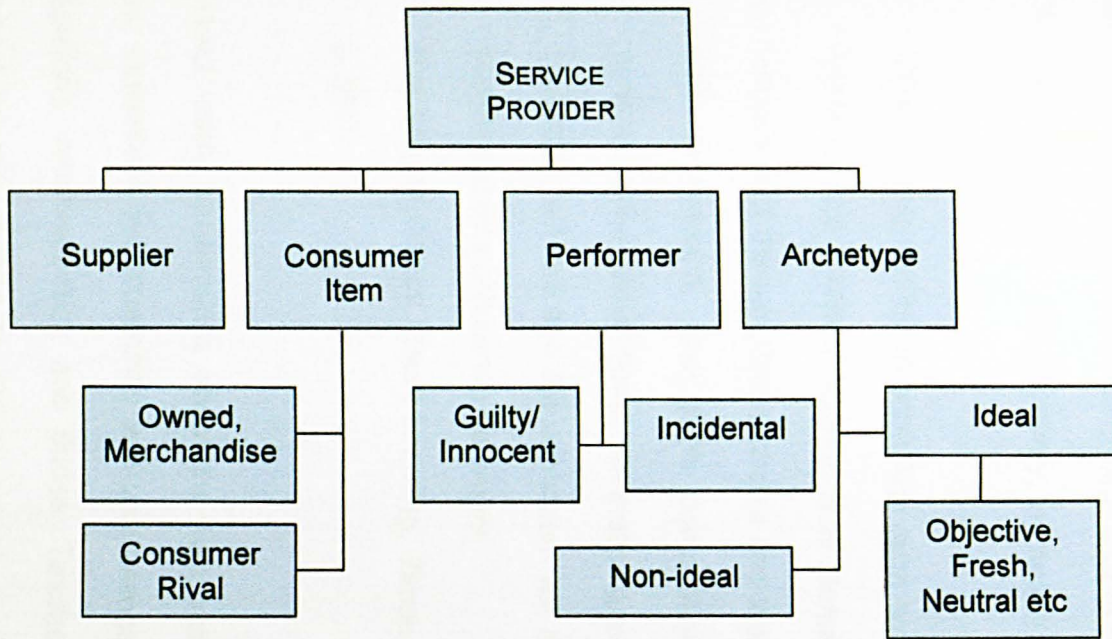 SERVICE
PROVIDER
Supplier
Consumer
Item
Performer
Archetype
Owned,
Merchandise
Guilty/
Innocent
Incidental
Ideal
Consumer
Rival
Non-ideal
Objective,
Fresh,
Neutral etc